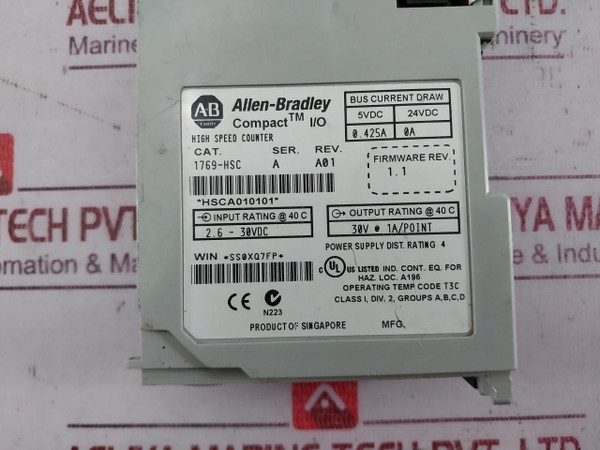 AB
Allen-Bradley
Compact™ I/O
HIGH SPEED COUNTER
BUS CURRENT DRAW
5VDC 24VDC
0.425A 0A
CAT. SER. REV.
1769-HSC A A01
FIRMWARE REV.
1.1
*HSCA010101*
INPUT RATING @ 40 C
2.6 - 30VDC
OUTPUT RATING @ 40 C
30V @ 1A/POINT
POWER SUPPLY DIST. RATING 4
WIN *SS0XQ7FP*
c UL US LISTED IND. CONT. EQ. FOR
HAZ. LOC. A196
OPERATING TEMP CODE T3C
CLASS I, DIV. 2, GROUPS A,B,C,D
CE
N223
PRODUCT OF SINGAPORE MFG.